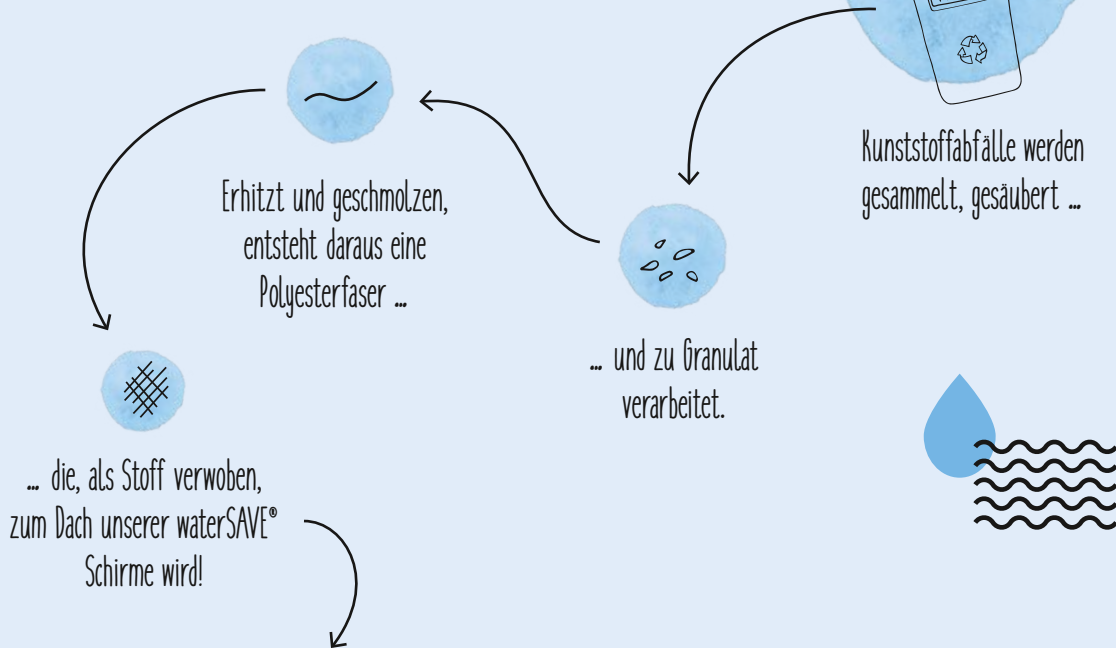 Kunststoffabfälle werden
gesammelt, gesäubert ...
... und zu Granulat
verarbeitet.
Erhitzt und geschmolzen,
entsteht daraus eine
Polyesterfaser ...
... die, als Stoff verwoben,
zum Dach unserer waterSAVE®
Schirme wird!